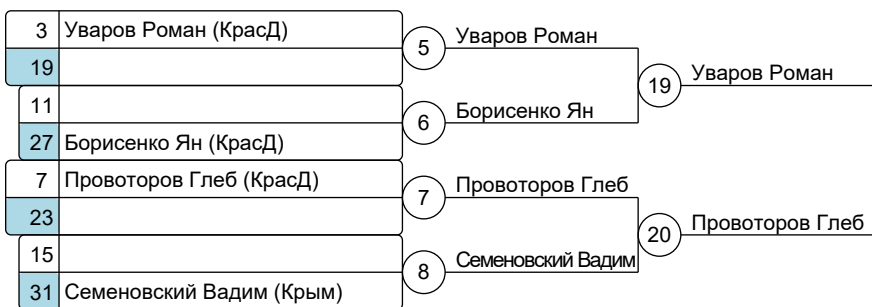 3 Уваров Роман (КрасД)
19
5 Уваров Роман
19 Уваров Роман
11
27 Борисенко Ян (КрасД)
6 Борисенко Ян
7 Провоторов Глеб (КрасД)
23
7 Провоторов Глеб
20 Провоторов Глеб
15
31 Семеновский Вадим (Крым)
8 Семеновский Вадим